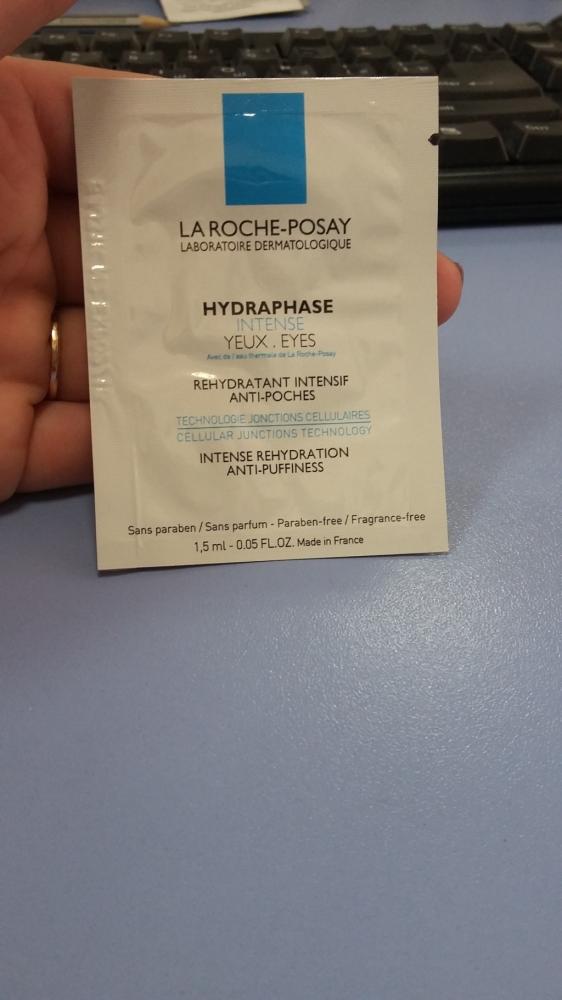 LA ROCHE-POSAY
LABORATOIRE DERMATOLOGIQUE
HYDRAPHASE
INTENSE
YEUX . EYES
Avec de l'eau thermale de La Roche-Posay
REHYDRATANT INTENSIF
ANTI-POCHES
TECHNOLOGIE JONCTIONS CELLULAIRES
CELLULAR JUNCTIONS TECHNOLOGY
INTENSE REHYDRATION
ANTI-PUFFINESS
Sans paraben / Sans parfum - Paraben-free / Fragrance-free
1,5 ml - 0.05 FL.OZ. Made in France